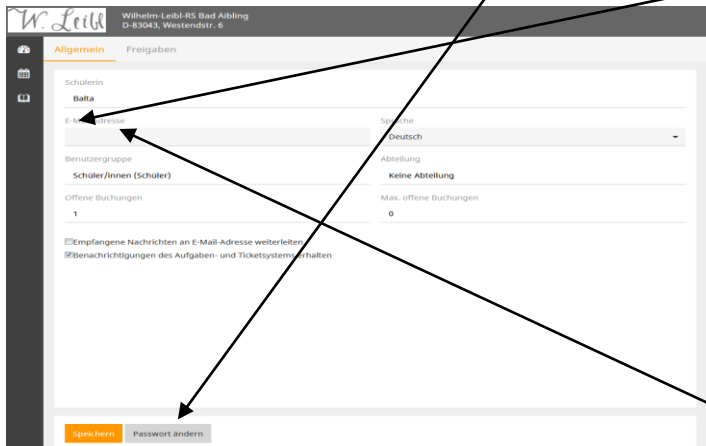 W. Leibl
Wilhelm-Leibl-RS Bad Aibling
D-83043, Westendstr. 6
Allgemein Freigaben
Schülerin
Balta
E-Mail-Adresse Sprache
Deutsch
Benutzergruppe Abteilung
Schüler/innen (Schüler) Keine Abteilung
Offene Buchungen Max. offene Buchungen
1 0
Empfangene Nachrichten an E-Mail-Adresse weiterleiten
Benachrichtigungen des Aufgaben- und Ticketsystems erhalten
Speichern Passwort ändern